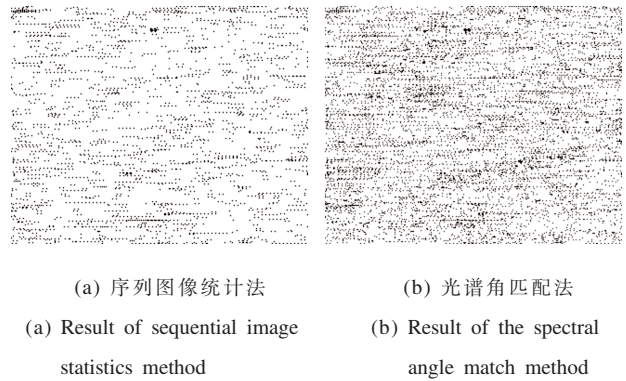 (a) 序列图像统计法
(b) 光谱角匹配法
(a) Result of sequential image
statistics method
(b) Result of the spectral
angle match method